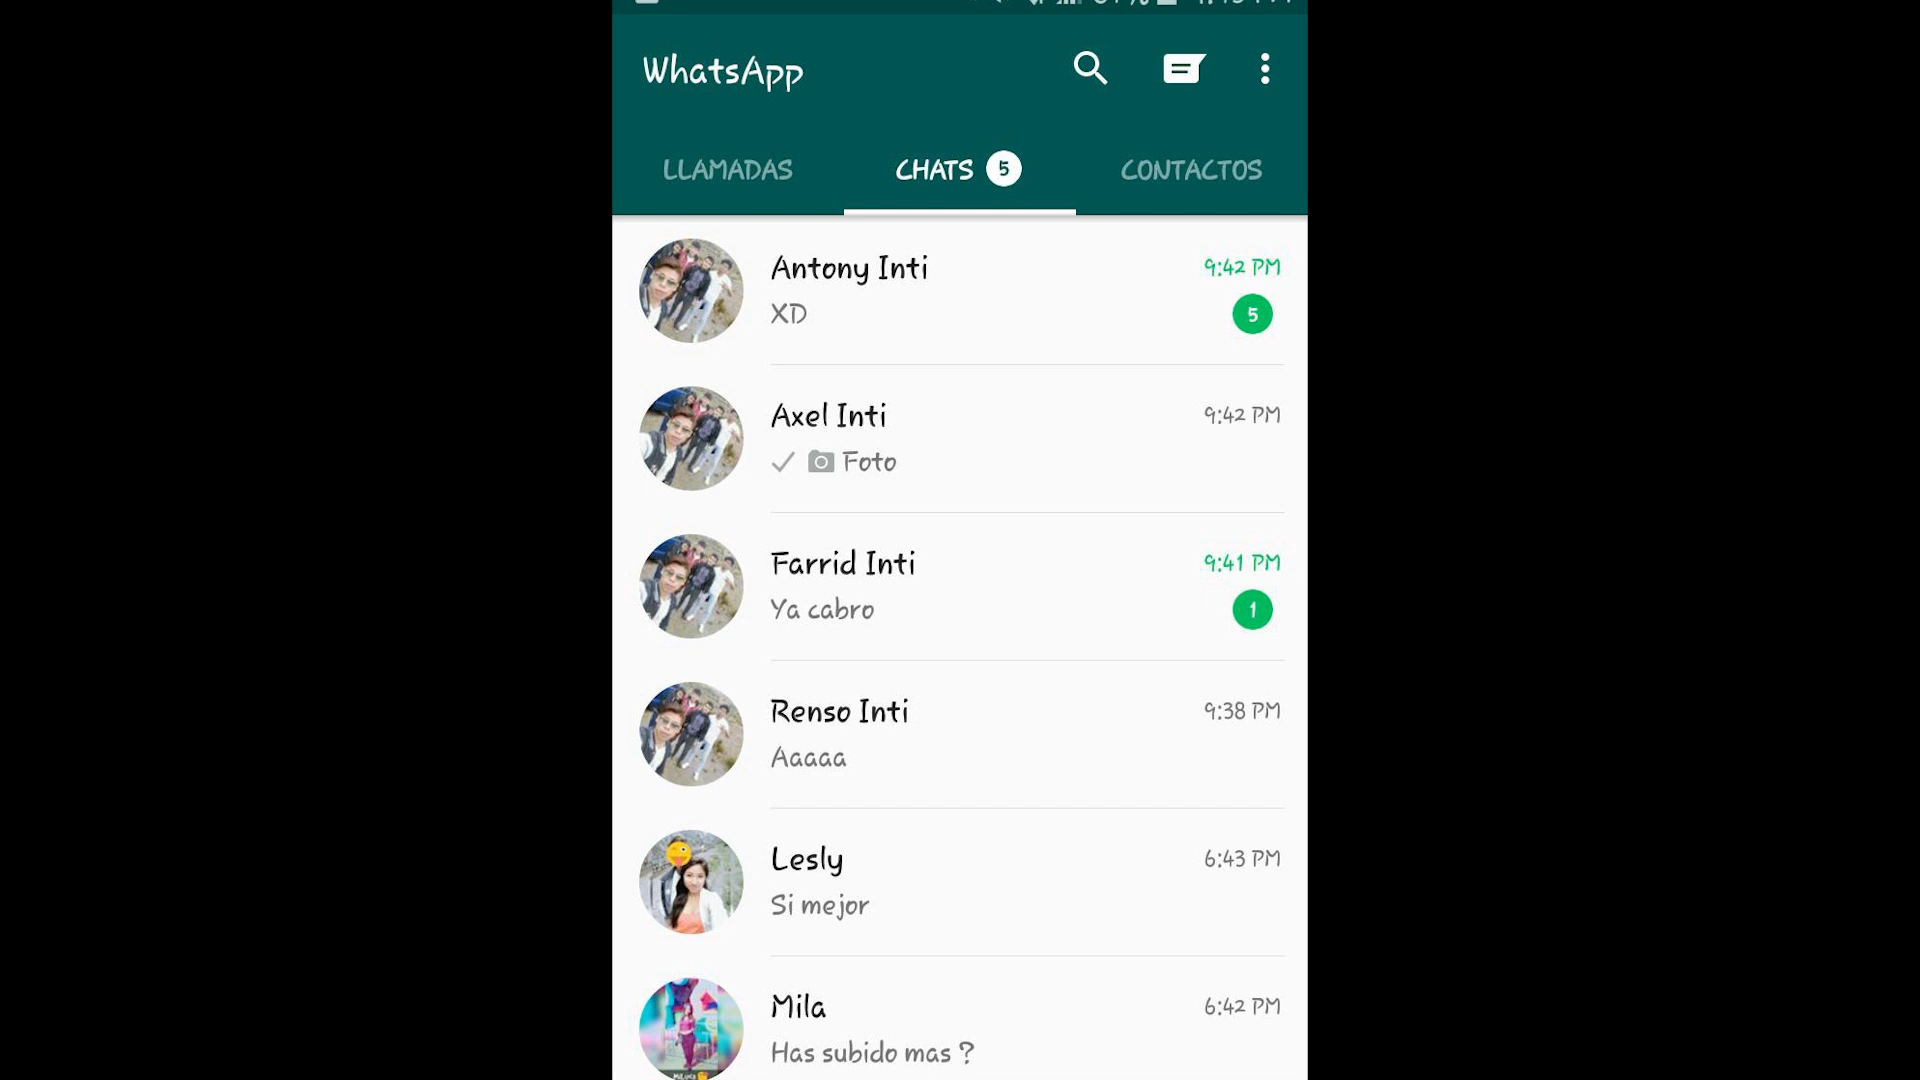 WhatsApp
LLAMADAS
CHATS 5
CONTACTOS
Antony Inti
9:42 PM
XD
5
Axel Inti
9:42 PM
Foto
Farrid Inti
9:41 PM
Ya cabro
1
Renso Inti
9:38 PM
Aaaaa
Lesly
6:43 PM
Si mejor
Mila
6:42 PM
Has subido mas ?